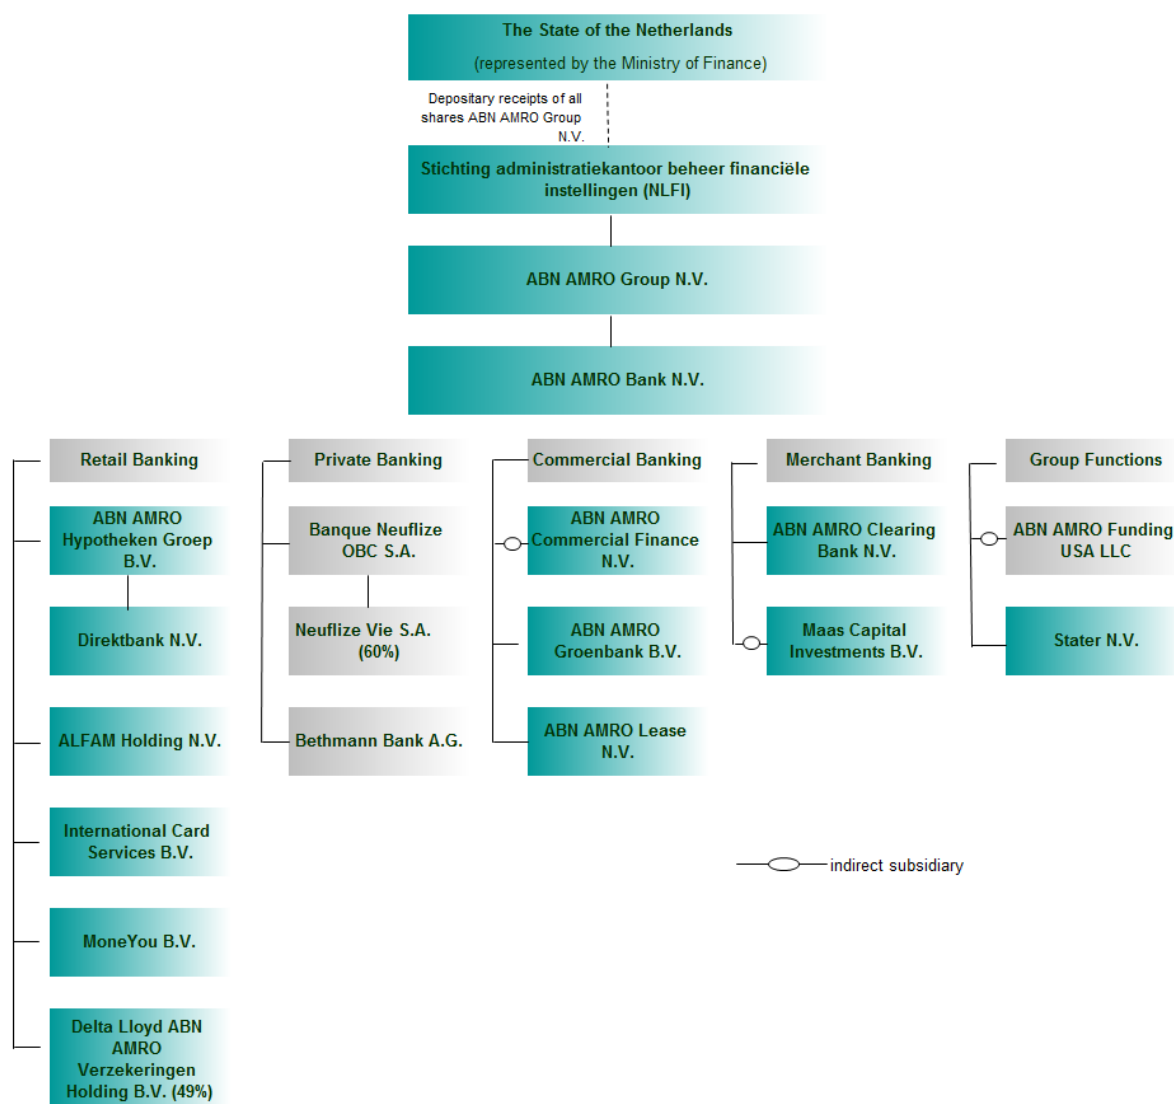 The State of the Netherlands
(represented by the Ministry of Finance)
Depositary receipts of all
shares ABN AMRO Group
N.V.
Stichting administratiekantoor beheer financiële
instellingen (NLFI)
ABN AMRO Group N.V.
ABN AMRO Bank N.V.
Retail Banking
ABN AMRO
Hypotheken Groep
B.V.
Direktbank N.V.
ALFAM Holding N.V.
International Card
Services B.V.
MoneYou B.V.
Delta Lloyd ABN
AMRO
Verzekeringen
Holding B.V. (49%)
Private Banking
Banque Neuflize
OBC S.A.
Neuflize Vie S.A.
(60%)
Bethmann Bank A.G.
Commercial Banking
ABN AMRO
Commercial Finance
N.V.
ABN AMRO
Groenbank B.V.
ABN AMRO Lease
N.V.
Merchant Banking
ABN AMRO Clearing
Bank N.V.
Maas Capital
Investments B.V.
Group Functions
ABN AMRO Funding
USA LLC
Stater N.V.
indirect subsidiary